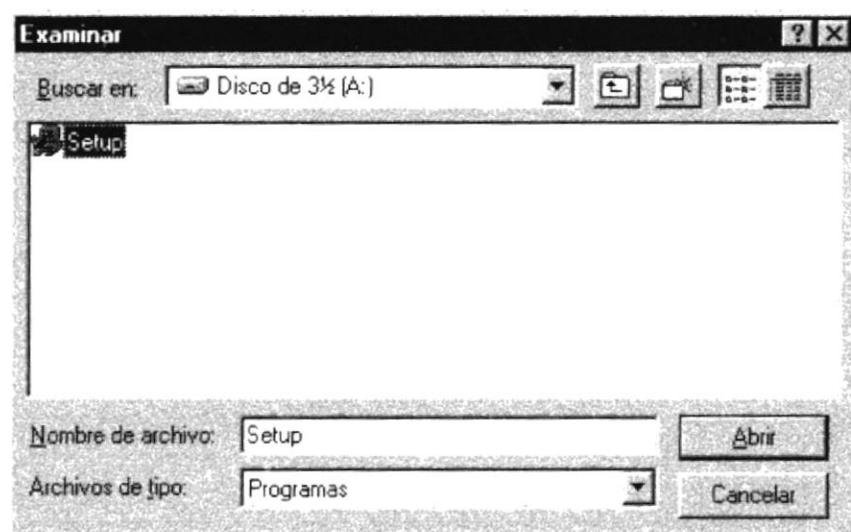 Examinar
Buscar en: Disco de 3½ (A:)
Setup
Nombre de archivo: Setup Abrir
Archivos de tipo: Programas Cancelar